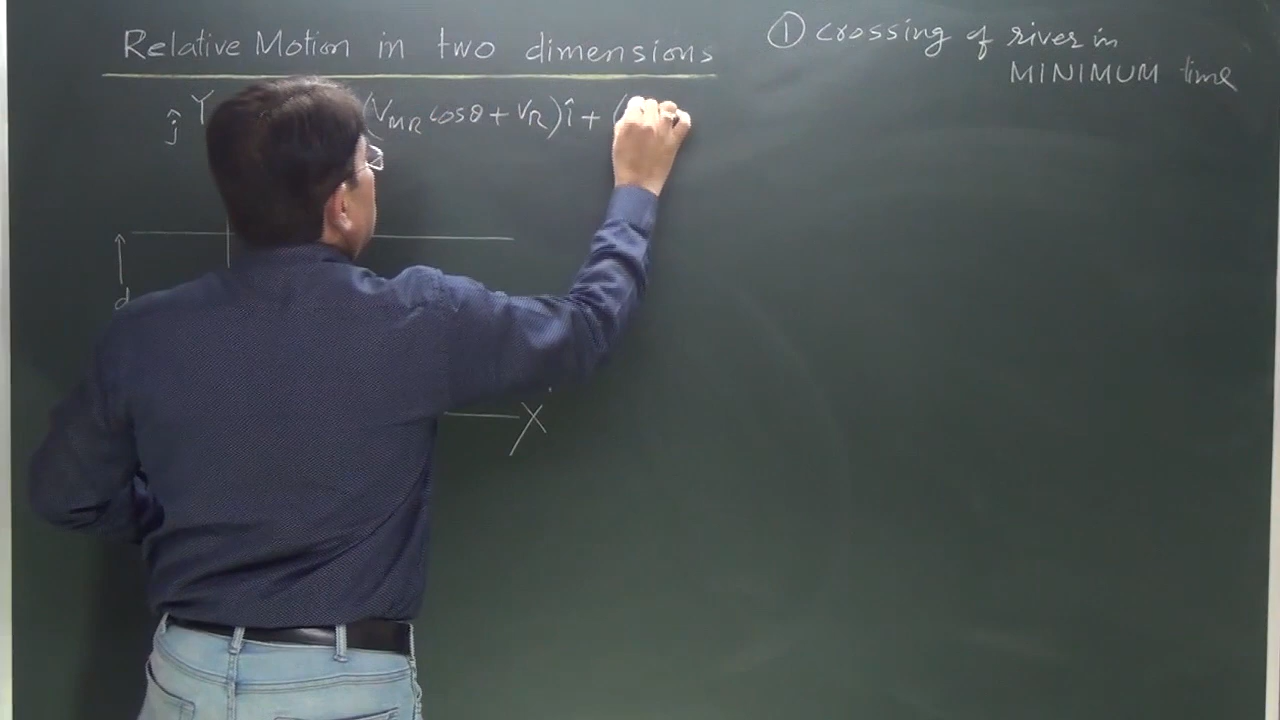 Relative Motion in two dimensions
ĵ Y (V_MR cosθ + V_R) î + (
d
X
① Crossing of river in
MINIMUM time